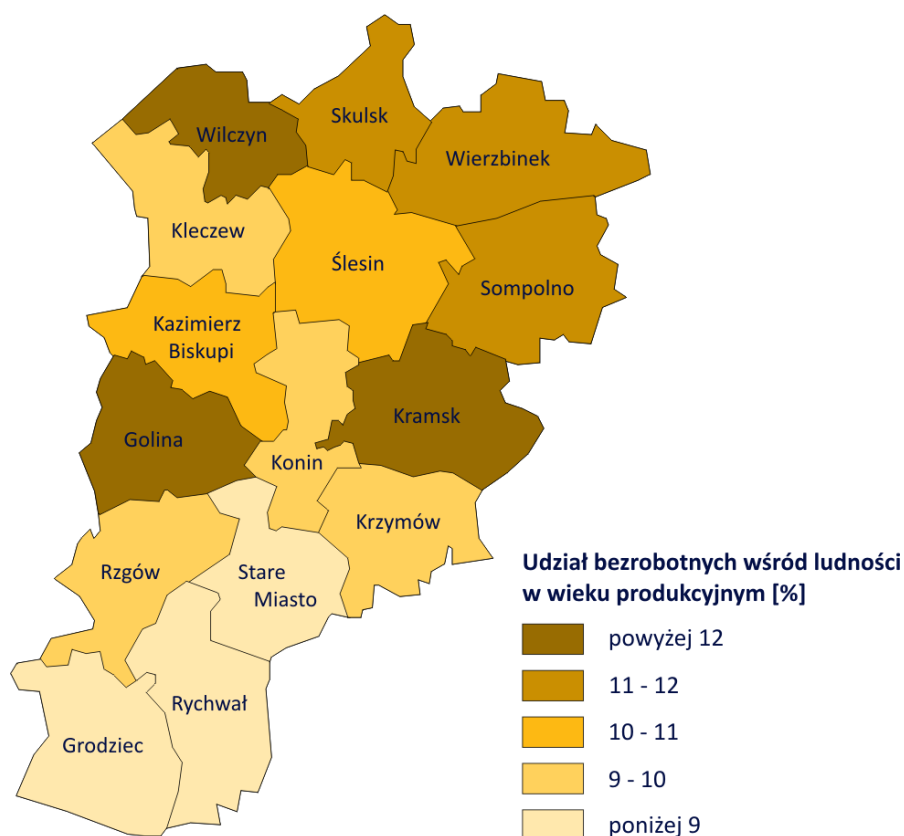 Skulsk
Wilczyn
Wierzbinek
Kleczew
Ślesin
Sompolno
Kazimierz
Biskupi
Golina
Kramsk
Konin
Krzymów
Rzgów
Stare
Miasto
Rychwał
Grodziec
Udział bezrobotnych wśród ludności
w wieku produkcyjnym [%]
powyżej 12
11 - 12
10 - 11
9 - 10
poniżej 9